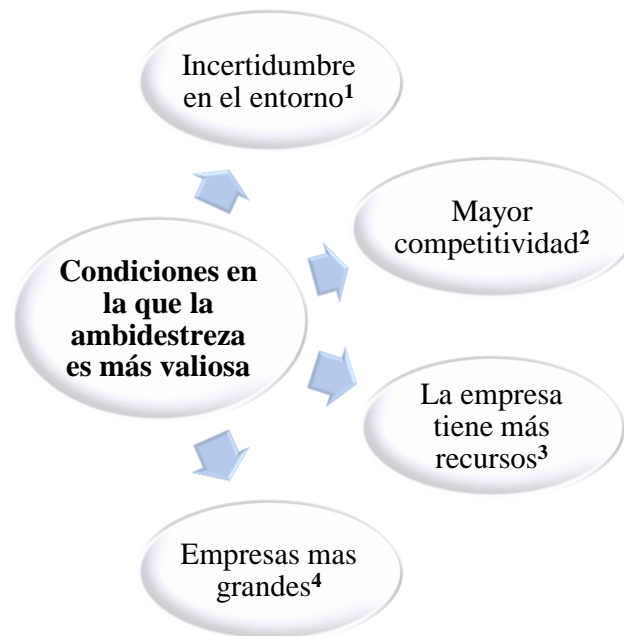 Incertidumbre
en el entorno¹
Mayor
competitividad²
Condiciones en
la que la
ambidestreza
es más valiosa
La empresa
tiene más
recursos³
Empresas mas
grandes⁴